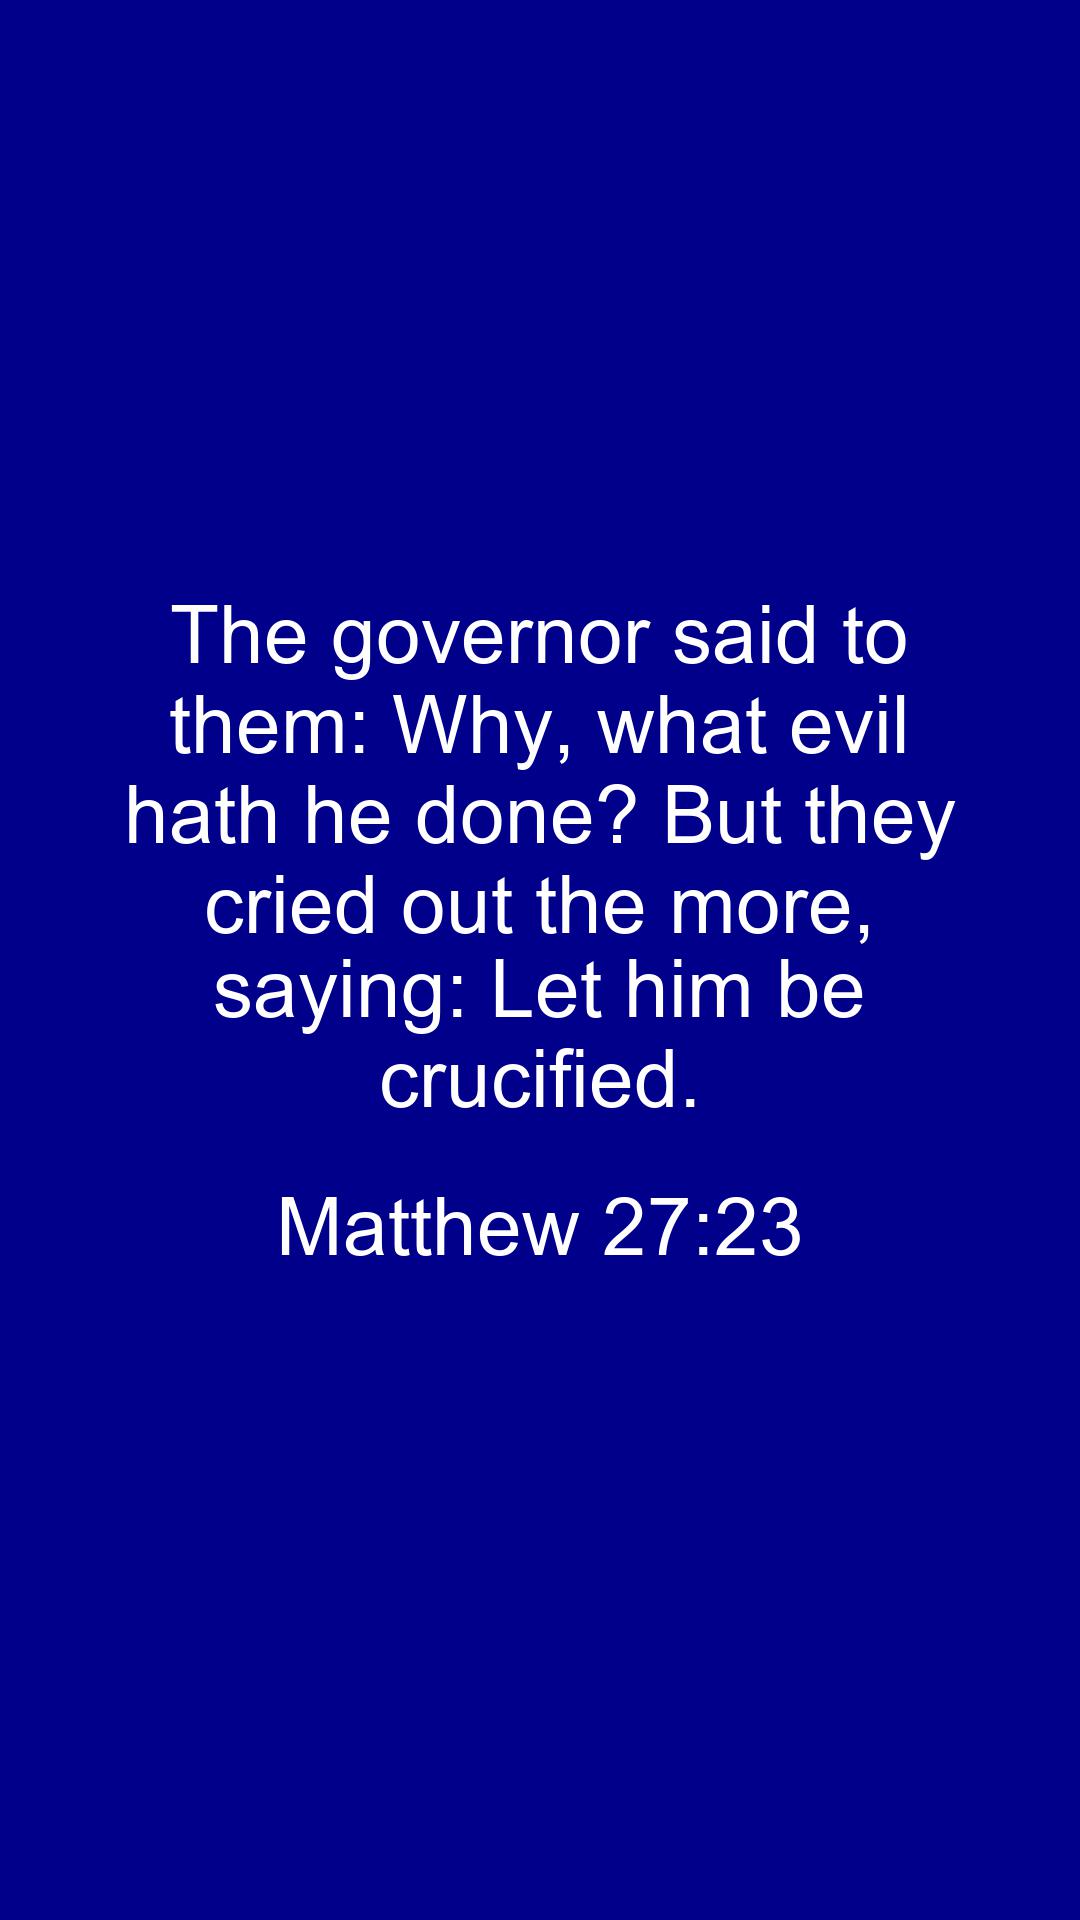 The governor said to
them: Why, what evil
hath he done? But they
cried out the more,
saying: Let him be
crucified.
Matthew 27:23